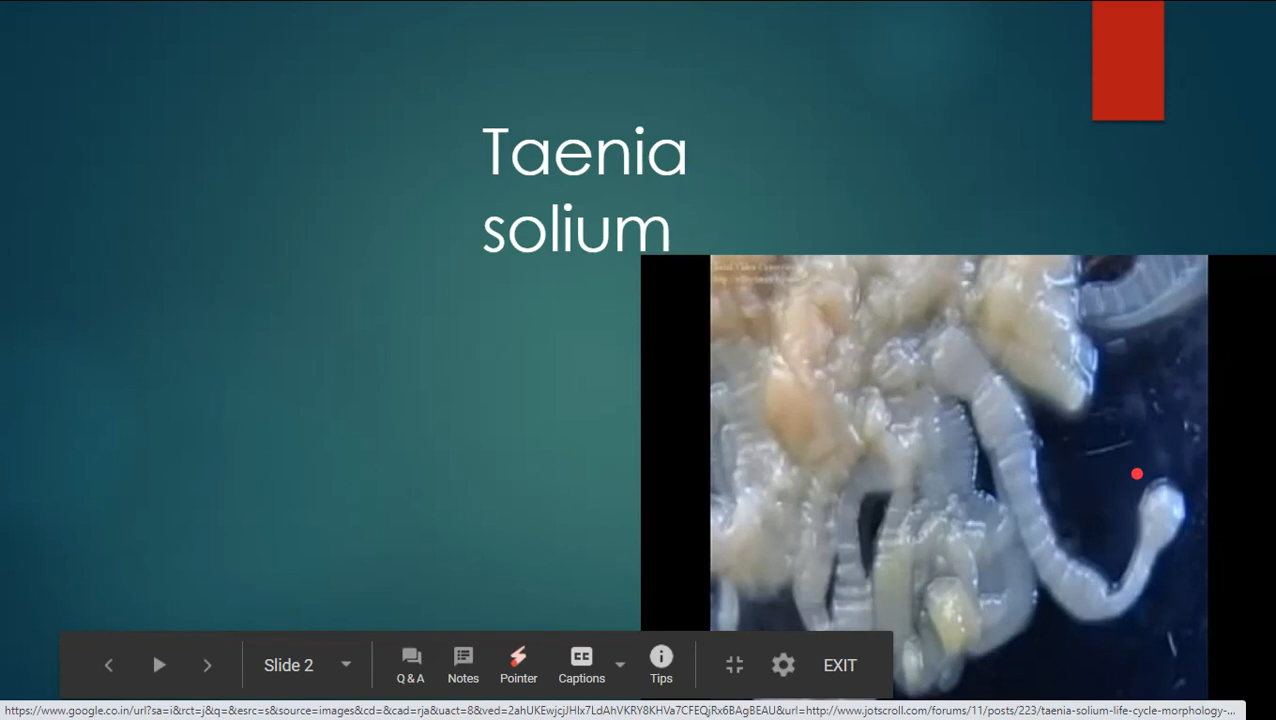 Taenia
solium
Slide 2
Q & A
Notes
Pointer
CC
Captions
Tips
EXIT
https://www.google.co.in/url?sa=i&rct=j&q=&esrc=s&source=images&cd=&cad=rja&uact=8&ved=2ahUKEwjcjJHIx7LdAhVKRY8KHVa7CFEQjRx6BAgBEAU&url=http://www.jotscroll.com/forums/11/posts/223/taenia-solium-life-cycle-morphology-...